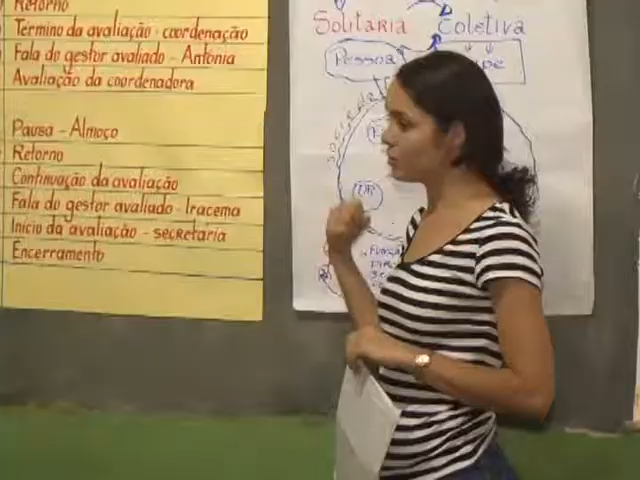 Retorno
Término da avaliação - coordenação
Fala do gestor avaliado - Antonia
Avaliação da coordenadora
Pausa - Almoço
Retorno
Continuação da avaliação
Fala do gestor avaliado - Iracema
Início da avaliação - secretaria
Encerramento
Solitaria
Coletiva
Pessoa